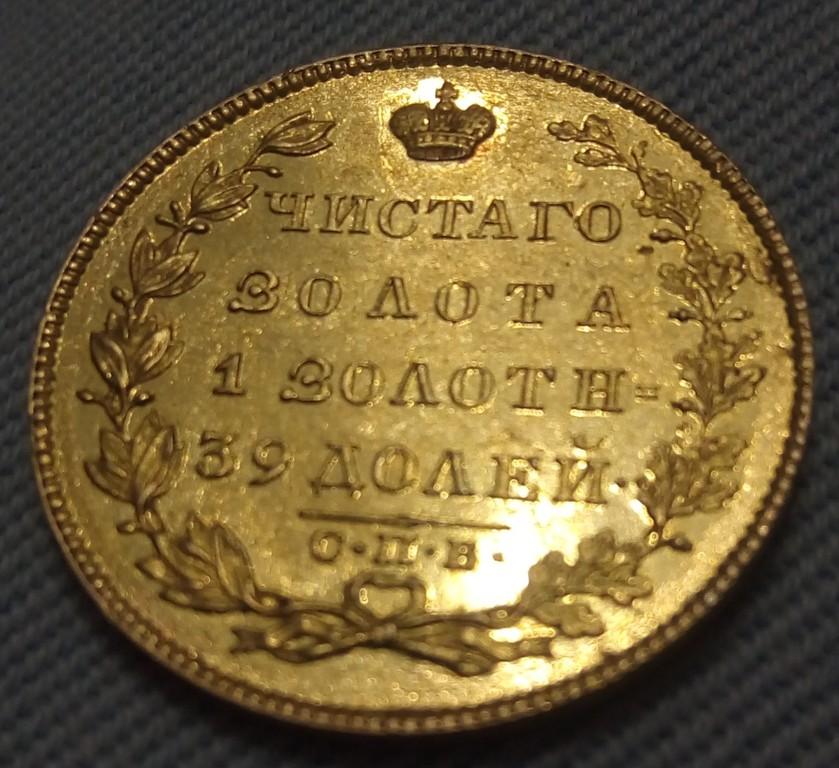 ЧИСТАГО
ЗОЛОТА
1 ЗОЛОТН=
39 ДОЛЕЙ.
С·П·Б·